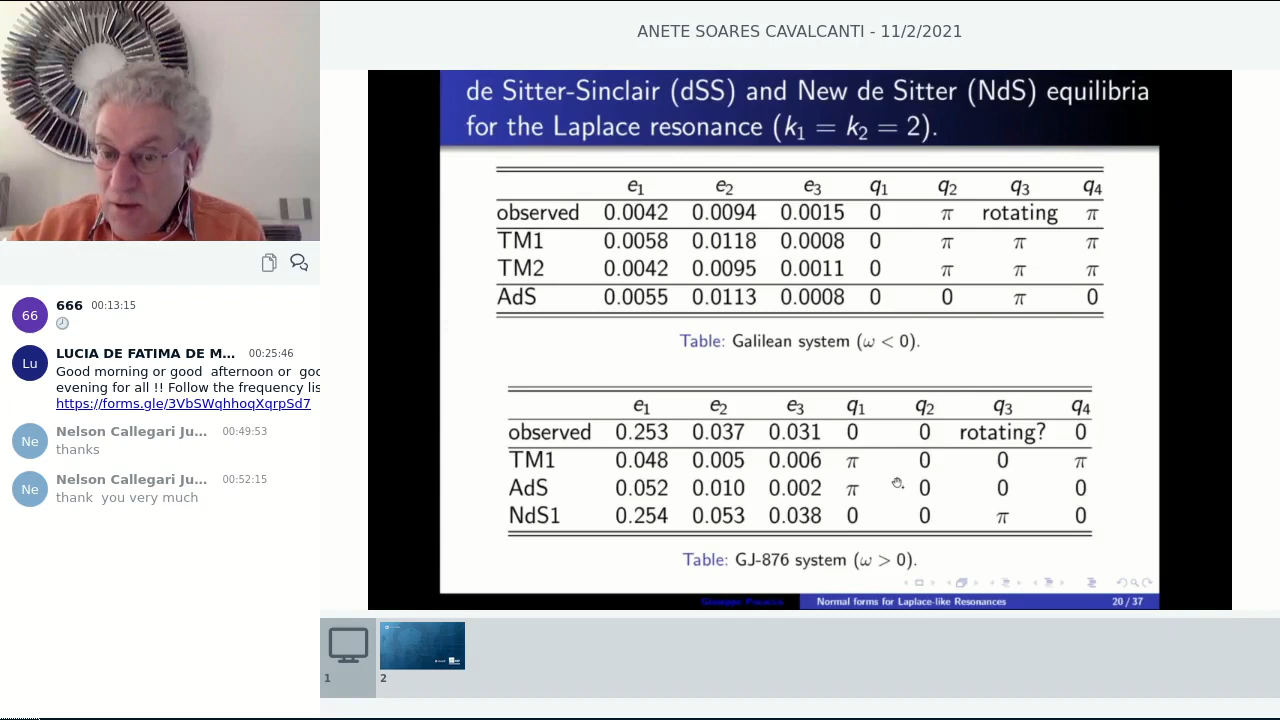 ANETE SOARES CAVALCANTI - 11/2/2021
de Sitter-Sinclair (dSS) and New de Sitter (NdS) equilibria
for the Laplace resonance (k₁ = k₂ = 2).
e₁ e₂ e₃ q₁ q₂ q₃ q₄
observed 0.0042 0.0094 0.0015 0 π rotating π
TM1 0.0058 0.0118 0.0008 0 π π π
TM2 0.0042 0.0095 0.0011 0 π π π
AdS 0.0055 0.0113 0.0008 0 0 π 0
Table: Galilean system (ω < 0).
e₁ e₂ e₃ q₁ q₂ q₃ q₄
observed 0.253 0.037 0.031 0 0 rotating? 0
TM1 0.048 0.005 0.006 π 0 0 π
AdS 0.052 0.010 0.002 π 0 0 0
NdS1 0.254 0.053 0.038 0 0 π 0
Table: GJ-876 system (ω > 0).
Normal forms for Laplace-like Resonances 20 / 37
66 666 00:13:15
Lu LUCIA DE FATIMA DE M... 00:25:46
Good morning or good afternoon or goo
evening for all !! Follow the frequency lis
https://forms.gle/3VbSWqhhoqXqrpSd7
Ne Nelson Callegari Ju... 00:49:53
thanks
Ne Nelson Callegari Ju... 00:52:15
thank you very much
1 2